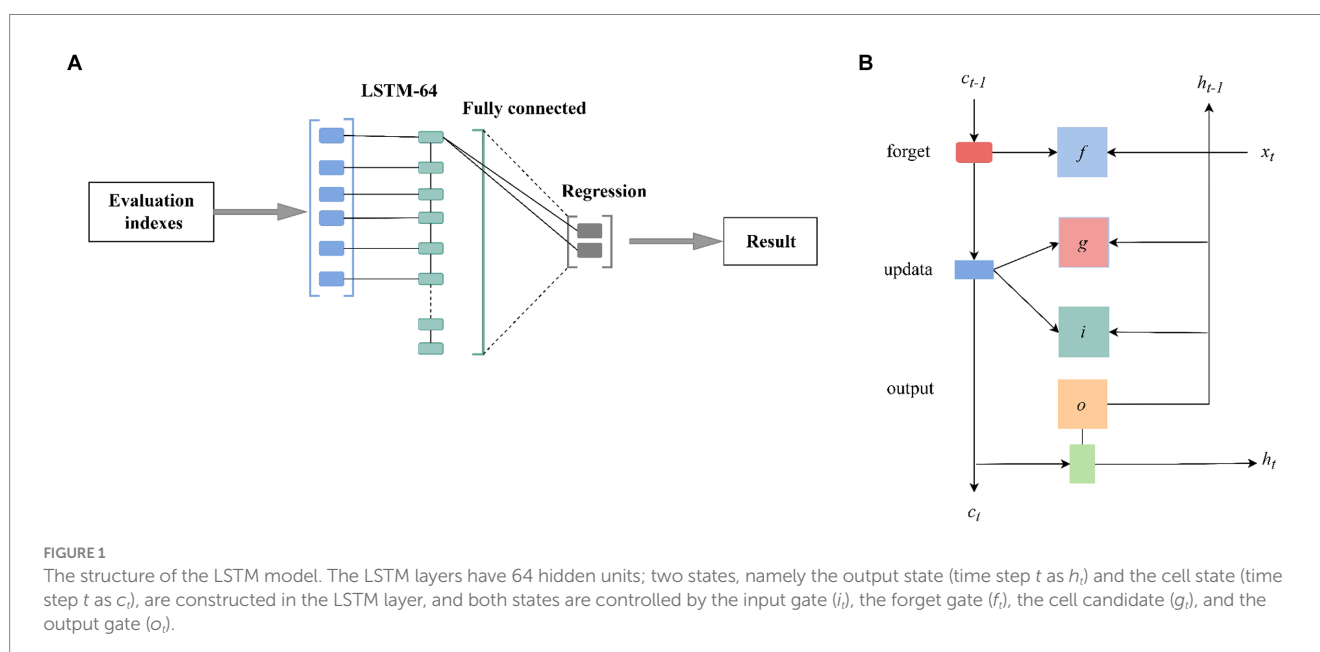 A
LSTM-64
Fully connected
Evaluation
indexes
Regression
Result
B
c_{t-1}
h_{t-1}
forget
f
x_t
g
updata
i
output
o
h_t
c_t
FIGURE 1
The structure of the LSTM model. The LSTM layers have 64 hidden units; two states, namely the output state (time step t as h_t) and the cell state (time
step t as c_t), are constructed in the LSTM layer, and both states are controlled by the input gate (i_t), the forget gate (f_t), the cell candidate (g_t), and the
output gate (o_t).